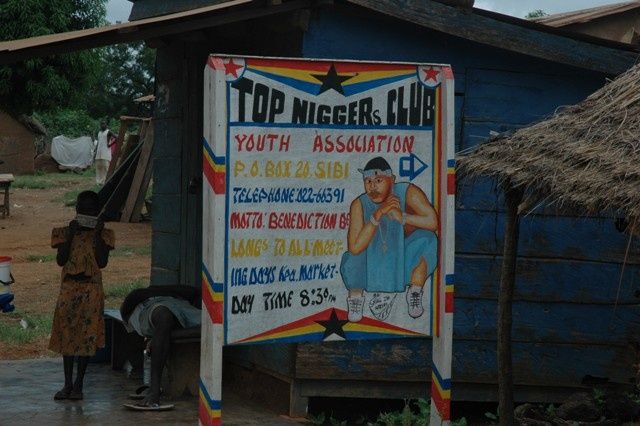 TOP NIGGERs CLUB
YOUTH ASSOCIATION
P.O. BOX 20. SIBI
TELEPHONE: 022-66391
MOTTO: BENEDICTION BE
LONGS TO ALL. MEET-
ING DAYS
MARKET-
DAY TIME 8:30